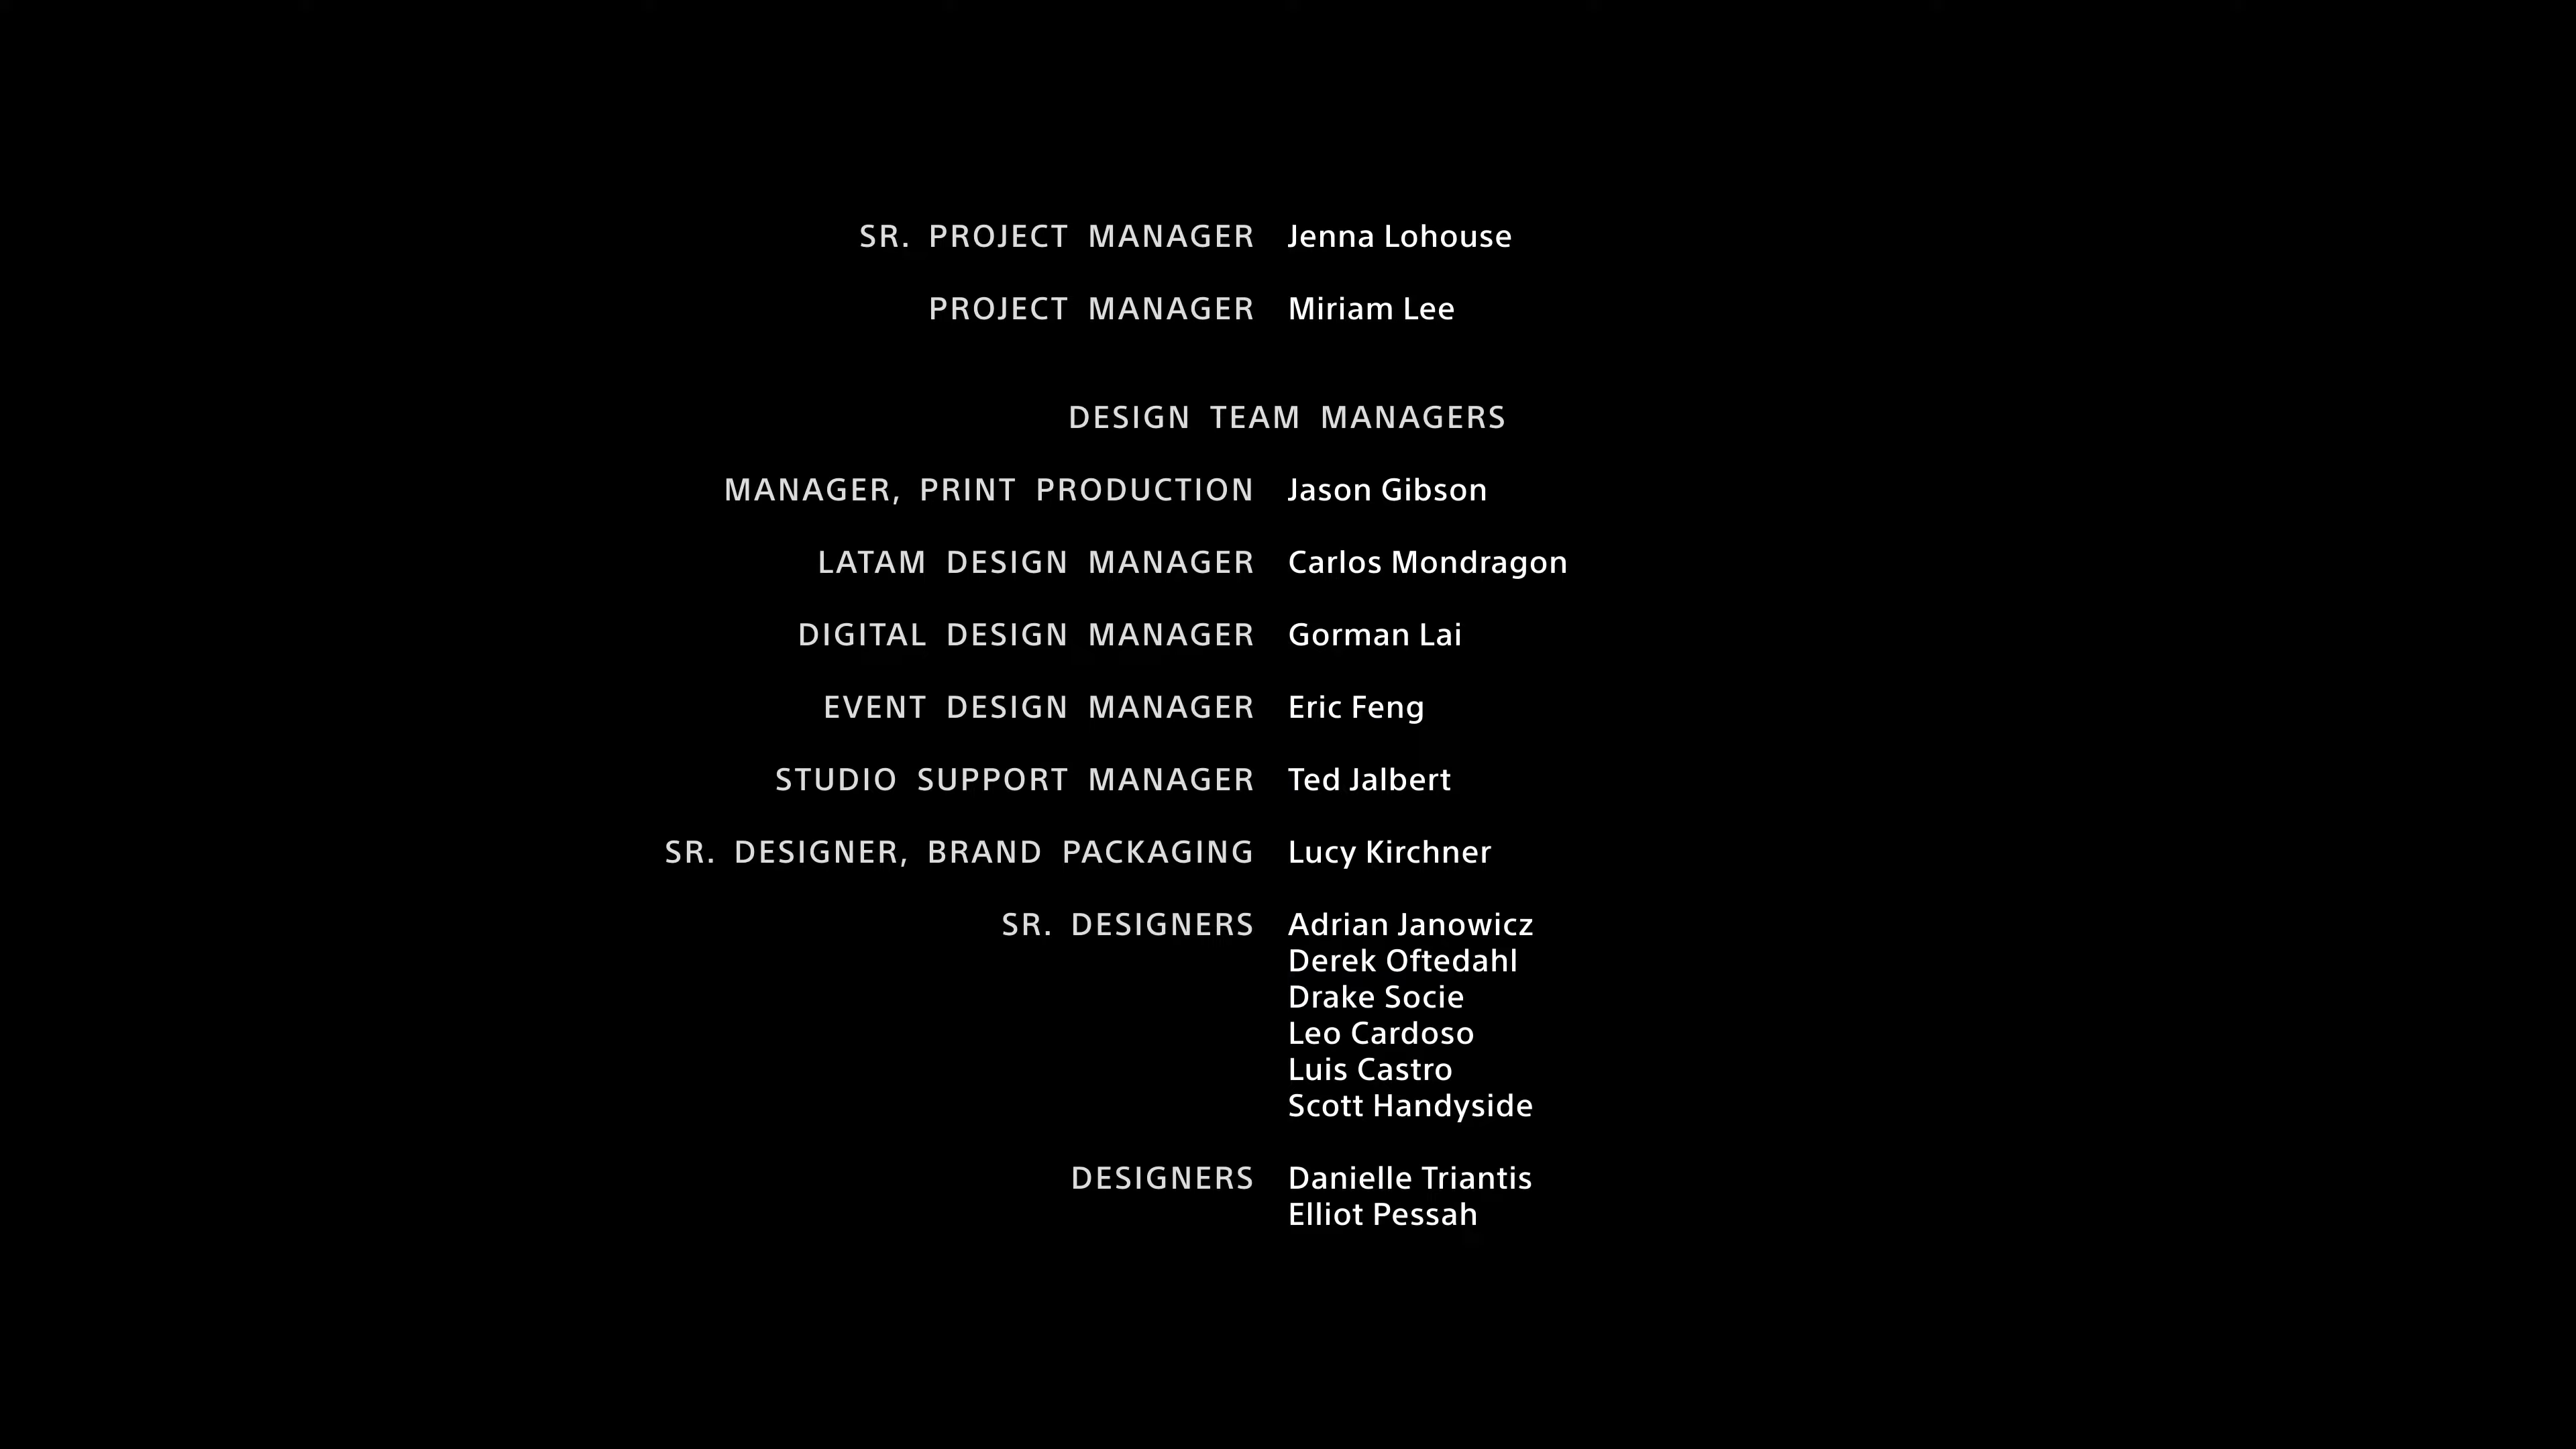 SR. PROJECT MANAGER Jenna Lohouse
PROJECT MANAGER Miriam Lee
DESIGN TEAM MANAGERS
MANAGER, PRINT PRODUCTION Jason Gibson
LATAM DESIGN MANAGER Carlos Mondragon
DIGITAL DESIGN MANAGER Gorman Lai
EVENT DESIGN MANAGER Eric Feng
STUDIO SUPPORT MANAGER Ted Jalbert
SR. DESIGNER, BRAND PACKAGING Lucy Kirchner
SR. DESIGNERS Adrian Janowicz
Derek Oftedahl
Drake Socie
Leo Cardoso
Luis Castro
Scott Handyside
DESIGNERS Danielle Triantis
Elliot Pessah